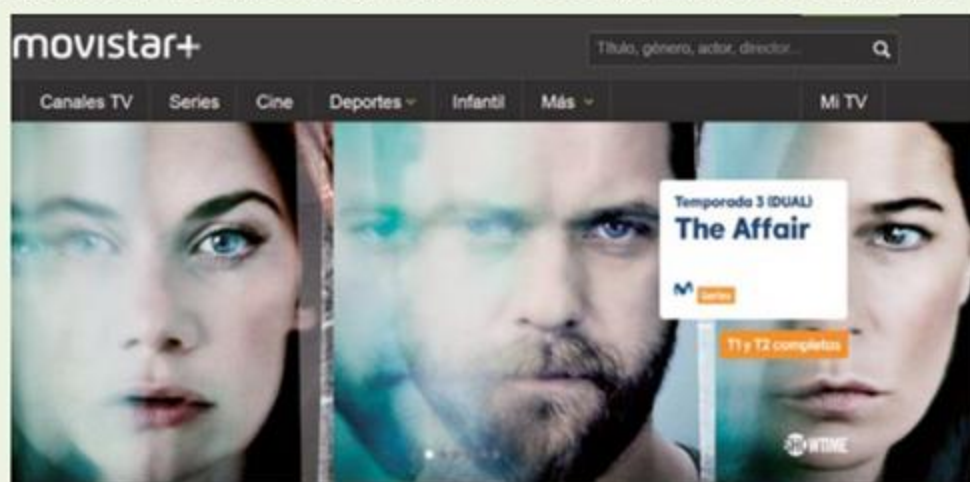 movistar+
Título, género, actor, director...
Canales TV Series Cine Deportes Infantil Más Mi TV
Temporada 3 (DUAL)
The Affair
M Series
T1 y T2 completas
SHOWTIME